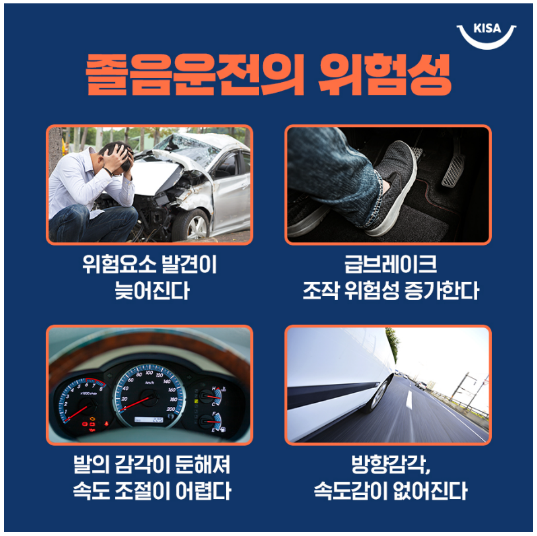 KISA
졸음운전의 위험성
위험요소 발견이
늦어진다
급브레이크
조작 위험성 증가한다
발의 감각이 둔해져
속도 조절이 어렵다
방향감각,
속도감이 없어진다